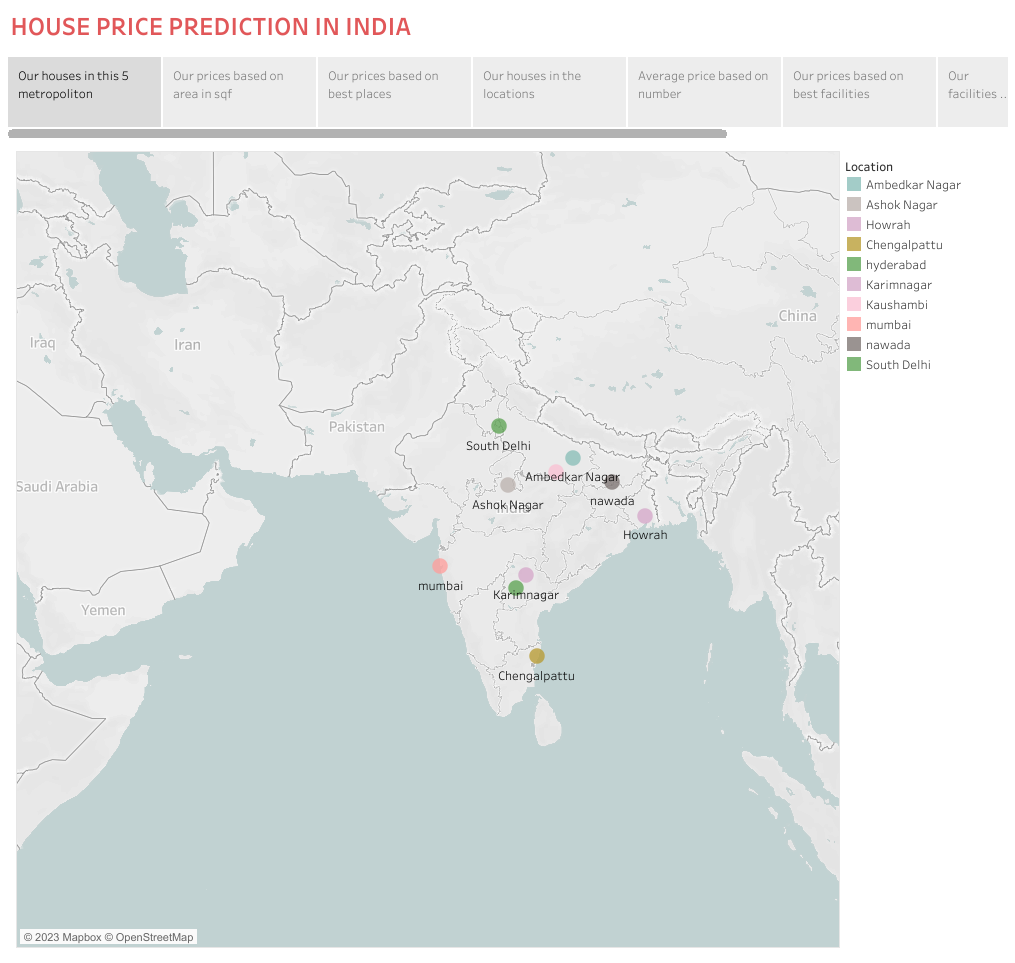 HOUSE PRICE PREDICTION IN INDIA
Our houses in this 5
metropoliton
Our prices based on
area in sqf
Our prices based on
best places
Our houses in the
locations
Average price based on
number
Our prices based on
best facilities
Our
facilities ..
Location
Ambedkar Nagar
Ashok Nagar
Howrah
Chengalpattu
hyderabad
Karimnagar
Kaushambi
mumbai
nawada
South Delhi
China
Iraq
Iran
Pakistan
South Delhi
Saudi Arabia
Ambedkar Nagar
nawada
Ashok Nagar
India
Howrah
mumbai
Karimnagar
Yemen
Chengalpattu
© 2023 Mapbox © OpenStreetMap